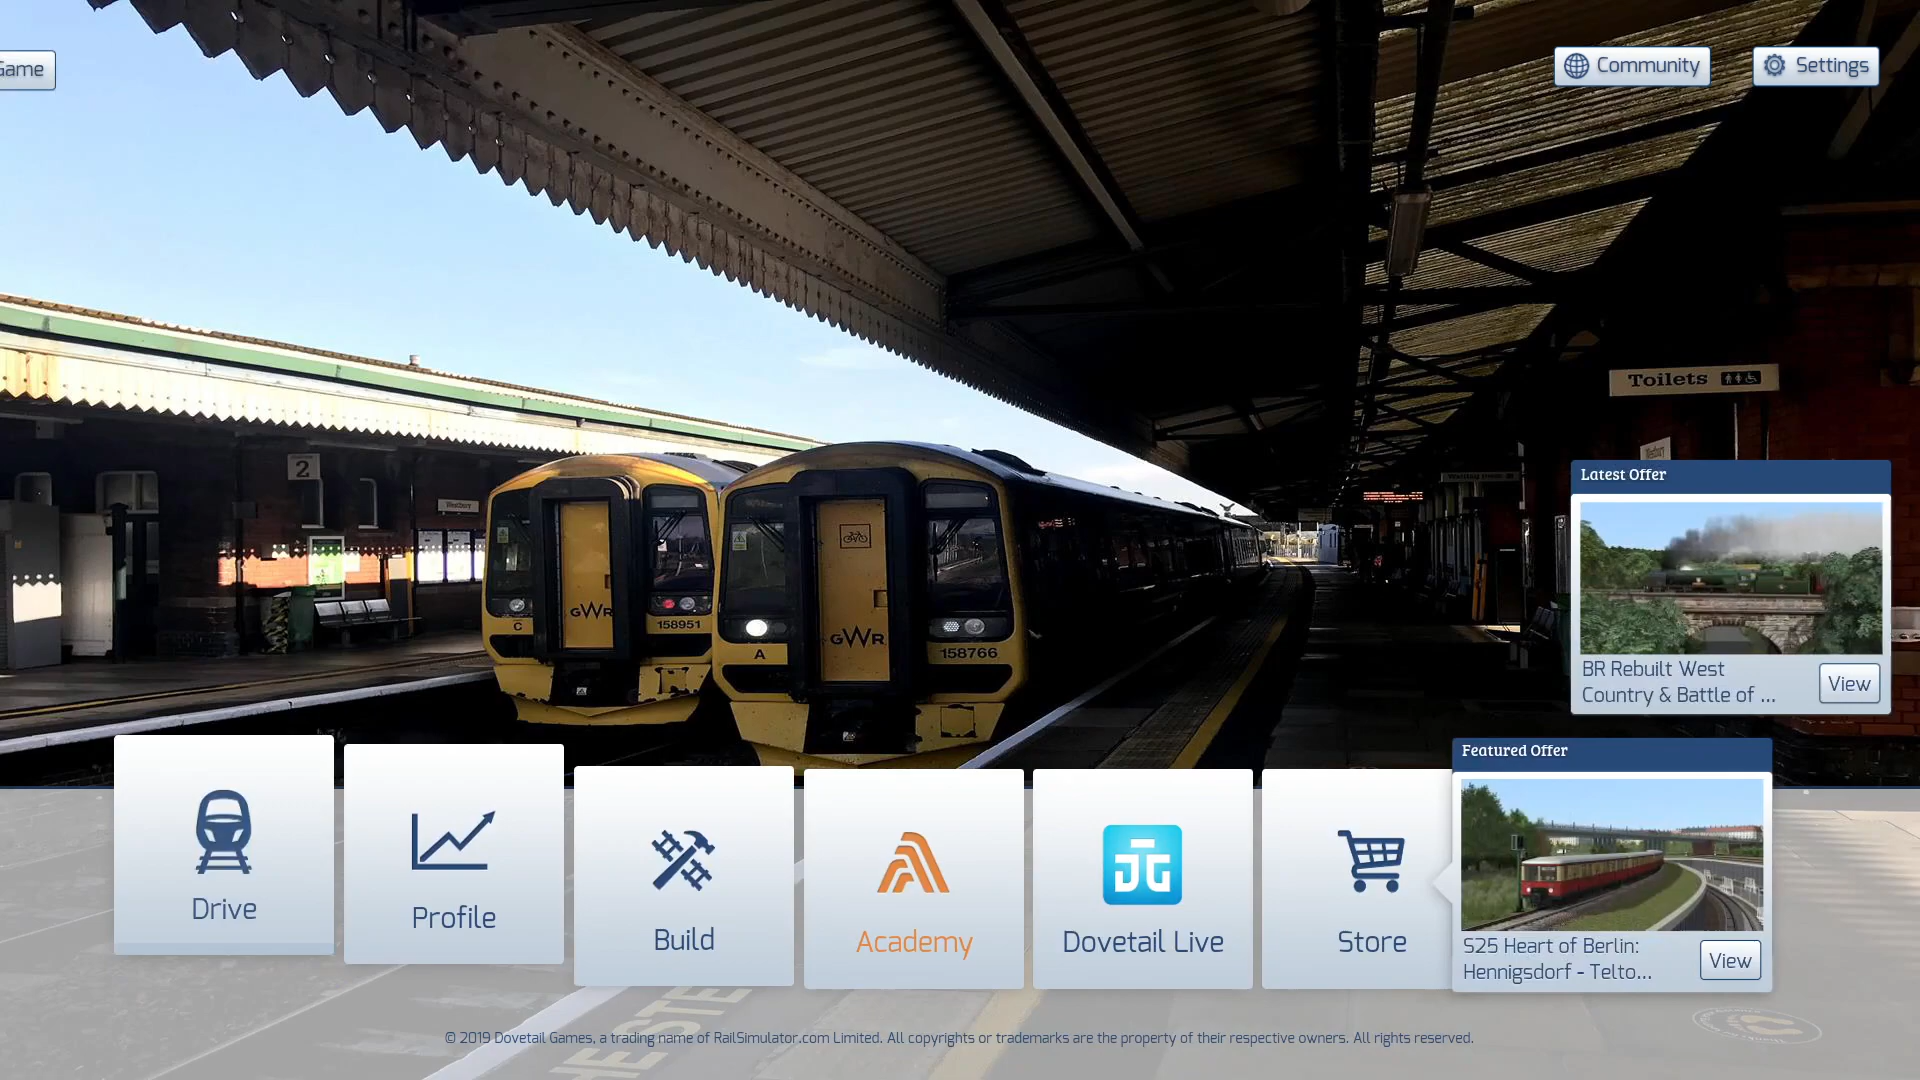 Game
Community
Settings
Toilets
2
Westbury
Westbury
Latest Offer
GWR
C
158951
GWR
A
158766
BR Rebuilt West
Country & Battle of ...
View
Featured Offer
Drive
Profile
Build
Academy
Dovetail Live
Store
S25 Heart of Berlin:
Hennigsdorf - Telto...
View
© 2019 Dovetail Games, a trading name of RailSimulator.com Limited. All copyrights or trademarks are the property of their respective owners. All rights reserved.